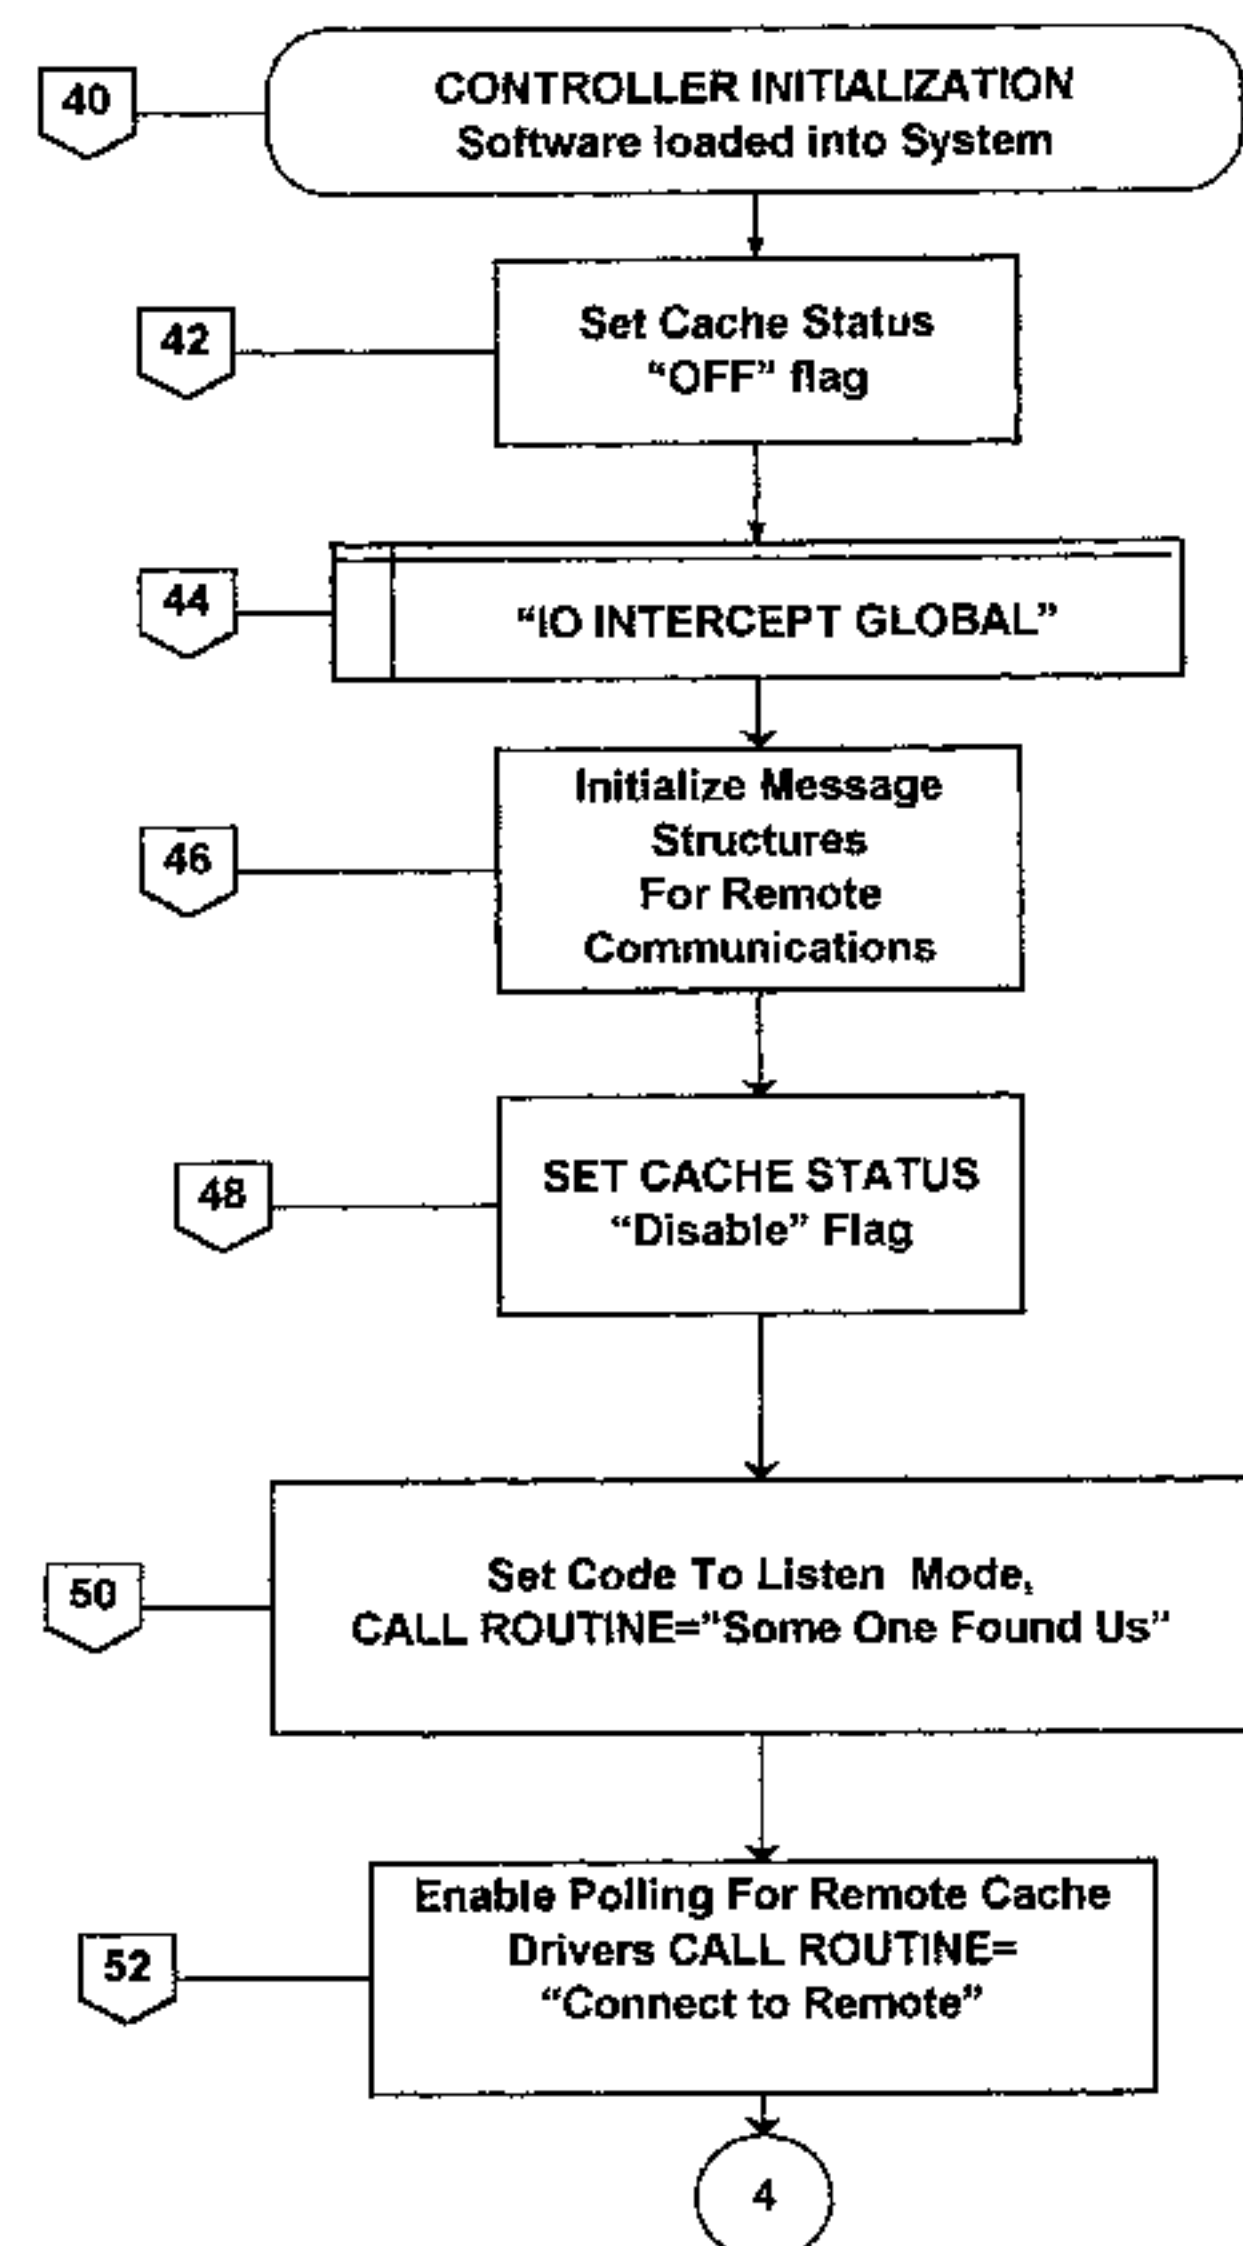 40
CONTROLLER INITIALIZATION
Software loaded into System
42
Set Cache Status
“OFF” flag
44
“IO INTERCEPT GLOBAL”
46
Initialize Message
Structures
For Remote
Communications
48
SET CACHE STATUS
“Disable” Flag
50
Set Code To Listen Mode,
CALL ROUTINE=”Some One Found Us”
52
Enable Polling For Remote Cache
Drivers CALL ROUTINE=
“Connect to Remote”
4